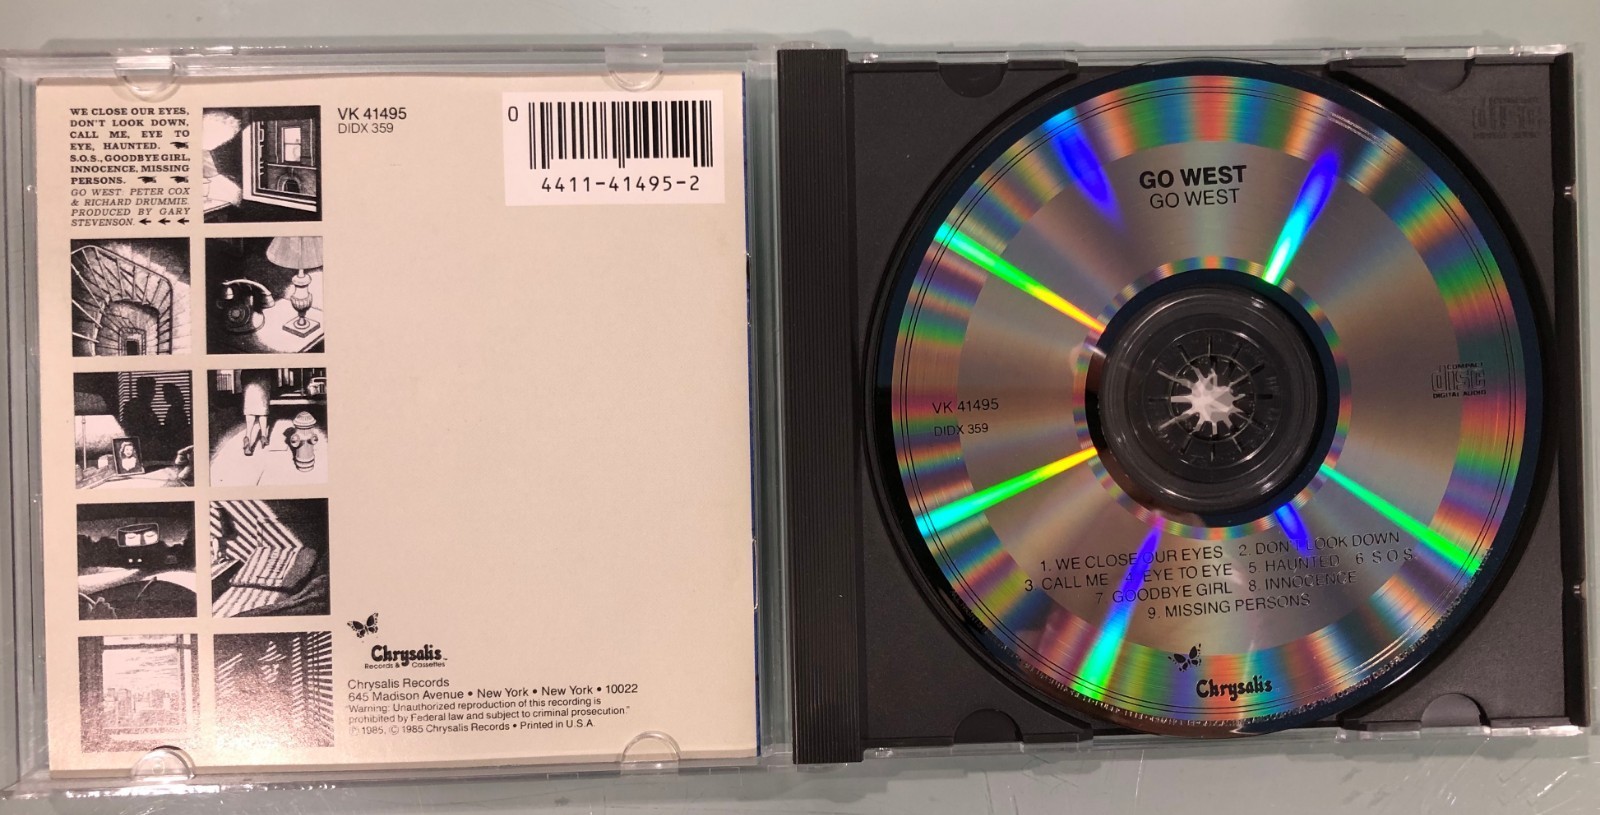 WE CLOSE OUR EYES,
DON'T LOOK DOWN,
CALL ME, EYE TO
EYE, HAUNTED.
S.O.S., GOODBYE GIRL,
INNOCENCE, MISSING
PERSONS.
GO WEST: PETER COX
& RICHARD DRUMMIE.
PRODUCED BY GARY
STEVENSON.
VK 41495
DIDX 359
0
4411-41495-2
Chrysalis
Records & Cassettes
Chrysalis Records
645 Madison Avenue • New York • New York • 10022
"Warning: Unauthorized reproduction of this recording is
prohibited by Federal law and subject to criminal prosecution."
℗ 1985, © 1985 Chrysalis Records • Printed in U.S.A.
GO WEST
GO WEST
COMPACT
disc
DIGITAL AUDIO
VK 41495
DIDX 359
1. WE CLOSE OUR EYES 2. DON'T LOOK DOWN
3. CALL ME 4. EYE TO EYE 5. HAUNTED 6. S.O.S.
7. GOODBYE GIRL 8. INNOCENCE
9. MISSING PERSONS
Chrysalis